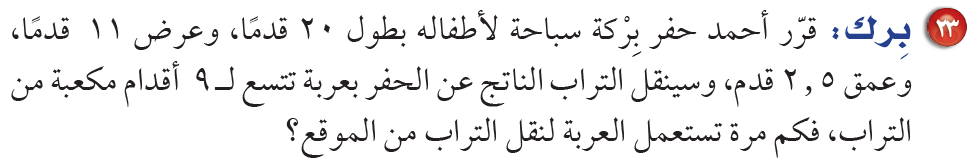 ٢٣ بِرك: قرّر أحمد حفر بِرْكة سباحة لأطفاله بطول ٢٠ قدمًا، وعرض ١١ قدمًا،
وعمق ٢,٥ قدم، وسينقل التراب الناتج عن الحفر بعربة تتسع لـ ٩ أقدام مكعبة من
التراب، فكم مرة تستعمل العربة لنقل التراب من الموقع؟